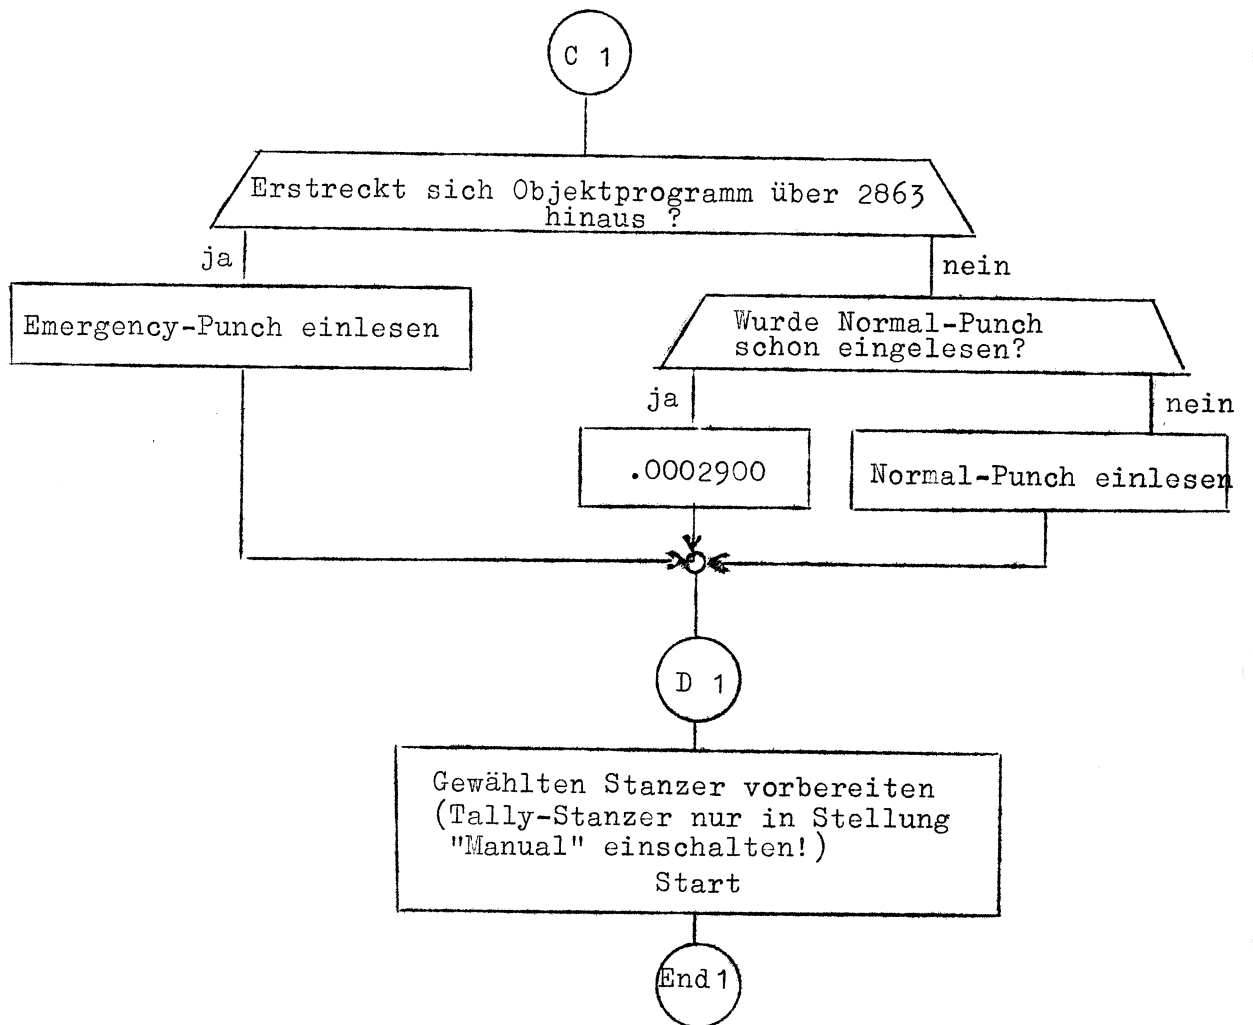 C 1
Erstreckt sich Objektprogramm über 2863
hinaus ?
ja
nein
Emergency-Punch einlesen
Wurde Normal-Punch
schon eingelesen?
ja
nein
.0002900
Normal-Punch einlesen
D 1
Gewählten Stanzer vorbereiten
(Tally-Stanzer nur in Stellung
"Manual" einschalten!)
Start
End 1